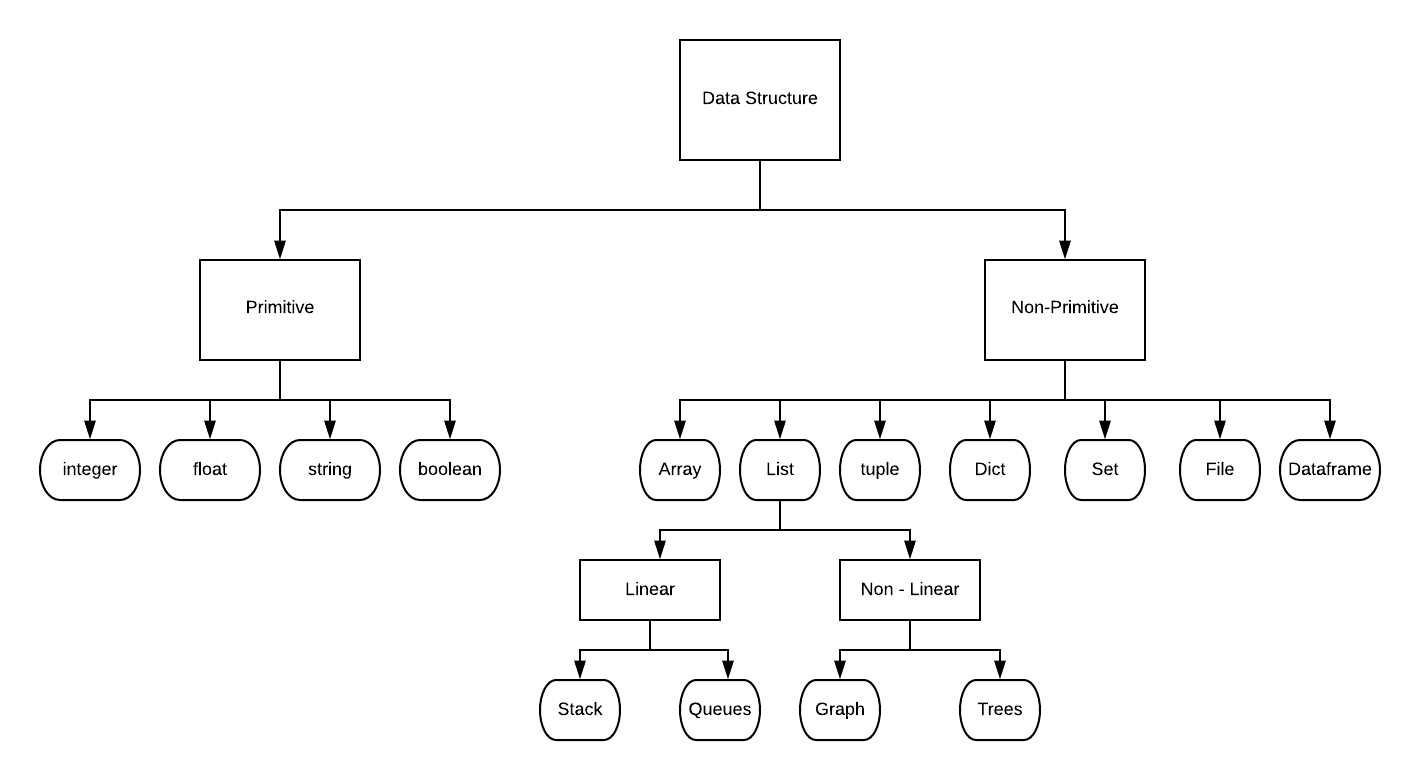 Data Structure
Primitive
Non-Primitive
integer
float
string
boolean
Array
List
tuple
Dict
Set
File
Dataframe
Linear
Non - Linear
Stack
Queues
Graph
Trees